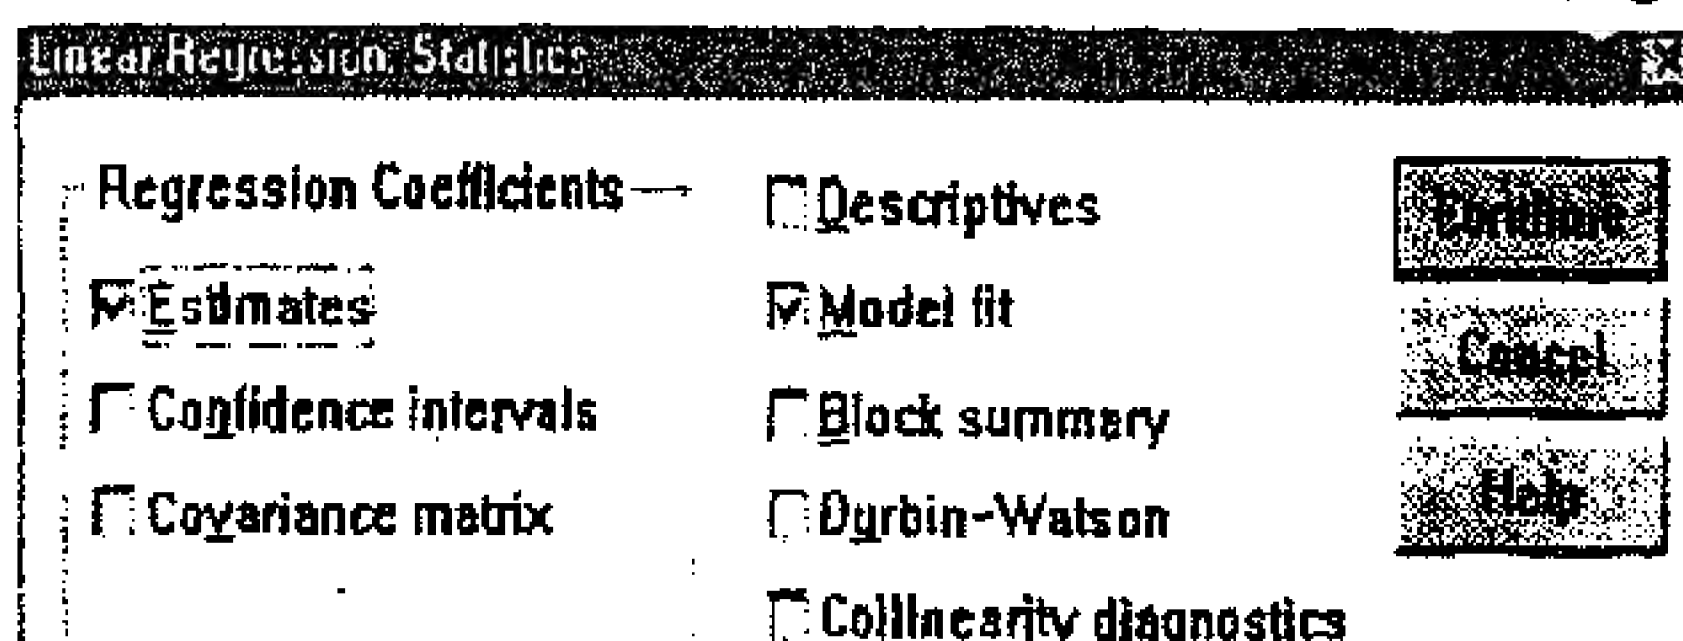 Linear Regression: Statistics
Regression Coefficients
Estimates
Confidence intervals
Covariance matrix
Descriptives
Model fit
Block summary
Durbin-Watson
Collinearity diagnostics
Continue
Cancel
Help